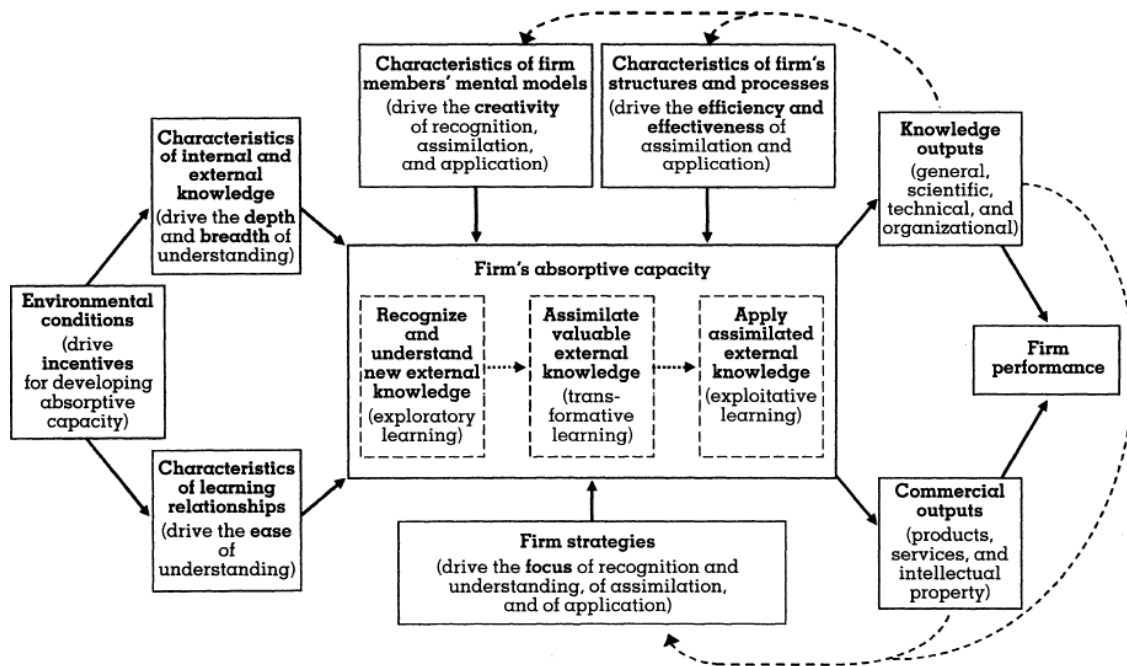 Characteristics of firm
members' mental models
(drive the creativity
of recognition,
assimilation,
and application)
Characteristics of firm's
structures and processes
(drive the efficiency and
effectiveness of
assimilation and
application)
Characteristics
of internal and
external
knowledge
(drive the depth
and breadth of
understanding)
Knowledge
outputs
(general,
scientific,
technical, and
organizational)
Environmental
conditions
(drive
incentives
for developing
absorptive
capacity)
Firm's absorptive capacity
Recognize
and
understand
new external
knowledge
(exploratory
learning)
Assimilate
valuable
external
knowledge
(trans-
formative
learning)
Apply
assimilated
external
knowledge
(exploitative
learning)
Firm
performance
Characteristics
of learning
relationships
(drive the ease
of
understanding)
Firm strategies
(drive the focus of recognition and
understanding, of assimilation,
and of application)
Commercial
outputs
(products,
services, and
intellectual
property)